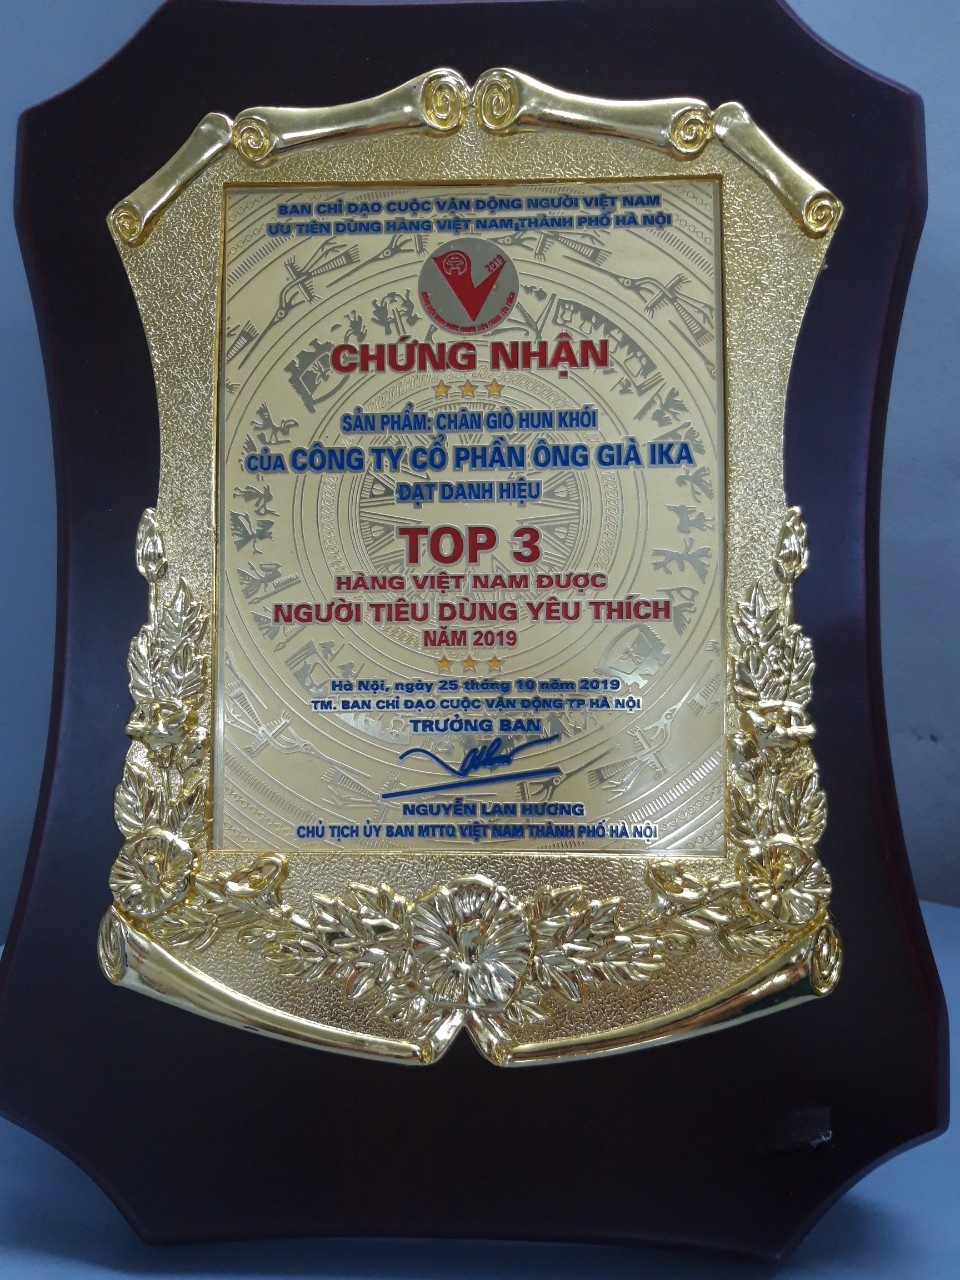 BAN CHỈ ĐẠO CUỘC VẬN ĐỘNG NGƯỜI VIỆT NAM
ƯU TIÊN DÙNG HÀNG VIỆT NAM THÀNH PHỐ HÀ NỘI
CHỨNG NHẬN
SẢN PHẨM: CHÂN GIÒ HUN KHÓI
CỦA CÔNG TY CỔ PHẦN ÔNG GIÀ IKA
ĐẠT DANH HIỆU
TOP 3
HÀNG VIỆT NAM ĐƯỢC
NGƯỜI TIÊU DÙNG YÊU THÍCH
NĂM 2019
Hà Nội, ngày 25 tháng 10 năm 2019
TM. BAN CHỈ ĐẠO CUỘC VẬN ĐỘNG TP HÀ NỘI
TRƯỞNG BAN
NGUYỄN LAN HƯƠNG
CHỦ TỊCH ỦY BAN MTTQ VIỆT NAM THÀNH PHỐ HÀ NỘI